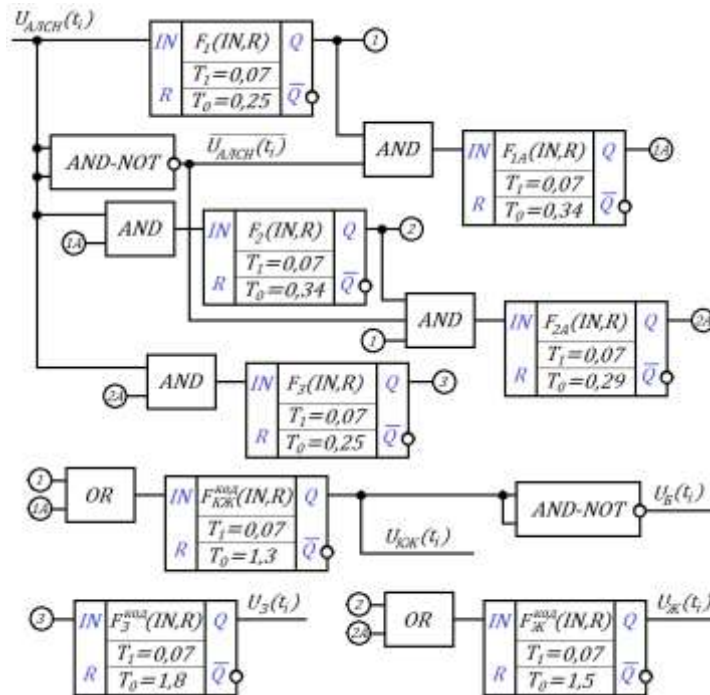 U_АЛСН(t_i)
IN F_1(IN,R) Q 1
T_1=0,07
R T_0=0,25 Q̅
AND-NOT U̅_АЛСН(t_i) AND IN F_1A(IN,R) Q 1A
T_1=0,07
R T_0=0,34 Q̅
1A AND IN F_2(IN,R) Q 2
T_1=0,07
R T_0=0,34 Q̅
1 AND IN F_2A(IN,R) Q 2A
T_1=0,07
R T_0=0,29 Q̅
2A AND IN F_3(IN,R) Q 3
T_1=0,07
R T_0=0,25 Q̅
1
1A OR IN F_КЖ^код(IN,R) Q AND-NOT U_Б(t_i)
T_1=0,07
R T_0=1,3 Q̅ U_КЖ(t_i)
3 IN F_З^код(IN,R) Q U_З(t_i)
T_1=0,07
R T_0=1,8 Q̅
2
2A OR IN F_Ж^код(IN,R) Q U_Ж(t_i)
T_1=0,07
R T_0=1,5 Q̅